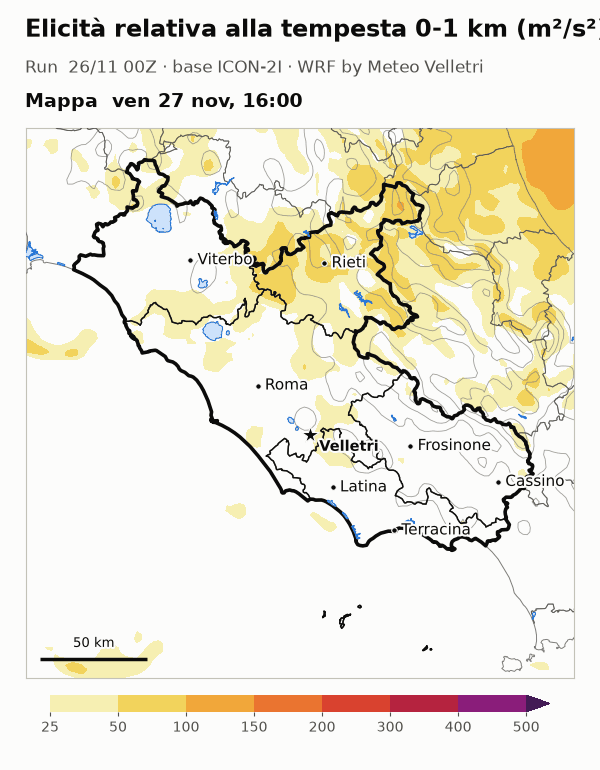 Elicità relativa alla tempesta 0-1 km (m²/s²)
Run 26/11 00Z · base ICON-2I · WRF by Meteo Velletri
Mappa ven 27 nov, 16:00
Viterbo
Rieti
Roma
Velletri
Frosinone
Latina
Cassino
Terracina
50 km
25 50 100 150 200 300 400 500